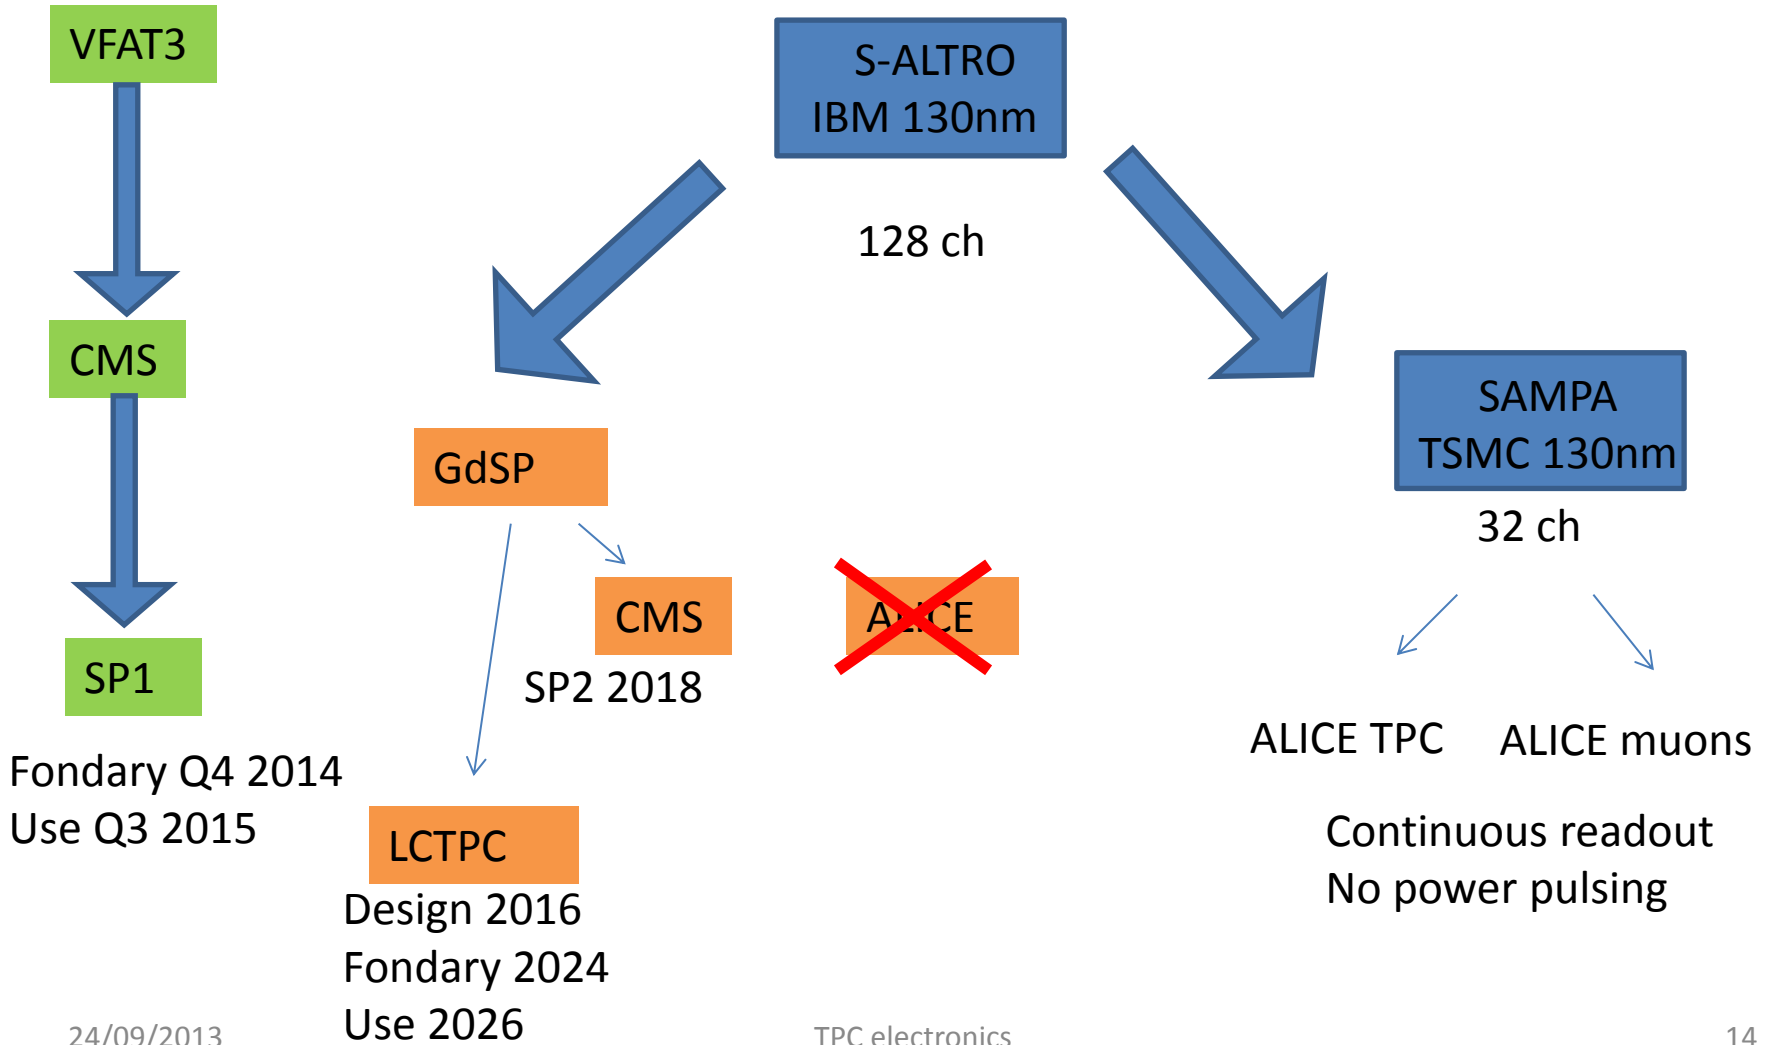 VFAT3
S-ALTRO
IBM 130nm
128 ch
CMS
SAMPA
TSMC 130nm
GdSP
32 ch
CMS
ALICE
SP1
SP2 2018
ALICE TPC
ALICE muons
Fondary Q4 2014
Use Q3 2015
LCTPC
Continuous readout
No power pulsing
Design 2016
Fondary 2024
Use 2026
24/09/2013
TPC electronics
14